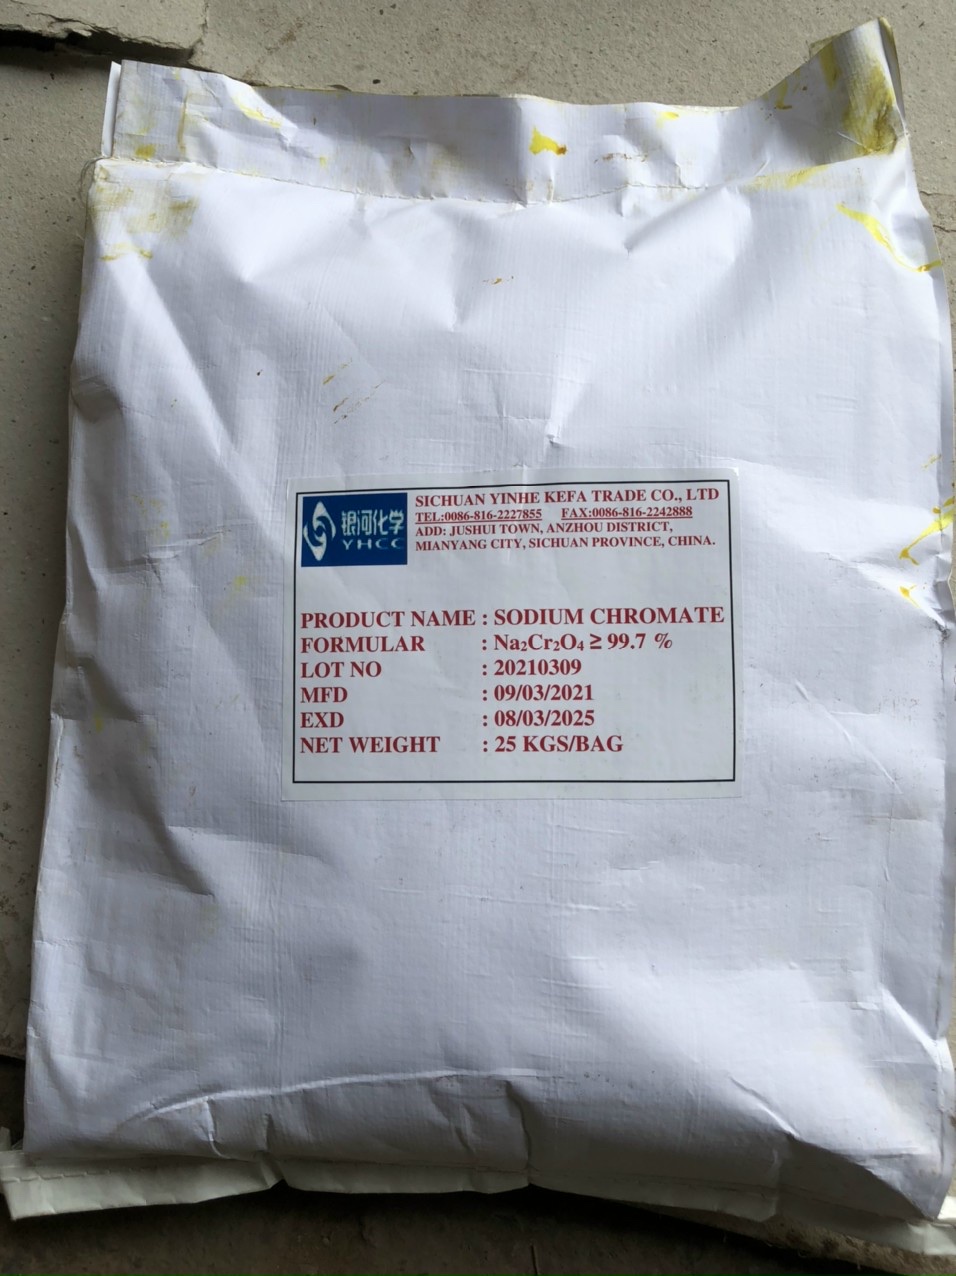 银河化学
YHCC
SICHUAN YINHE KEFA TRADE CO., LTD
TEL:0086-816-2227855 FAX:0086-816-2242888
ADD: JUSHUI TOWN, ANZHOU DISTRICT,
MIANYANG CITY, SICHUAN PROVINCE, CHINA.
PRODUCT NAME : SODIUM CHROMATE
FORMULAR : Na₂Cr₂O₄ ≥ 99.7 %
LOT NO : 20210309
MFD : 09/03/2021
EXD : 08/03/2025
NET WEIGHT : 25 KGS/BAG